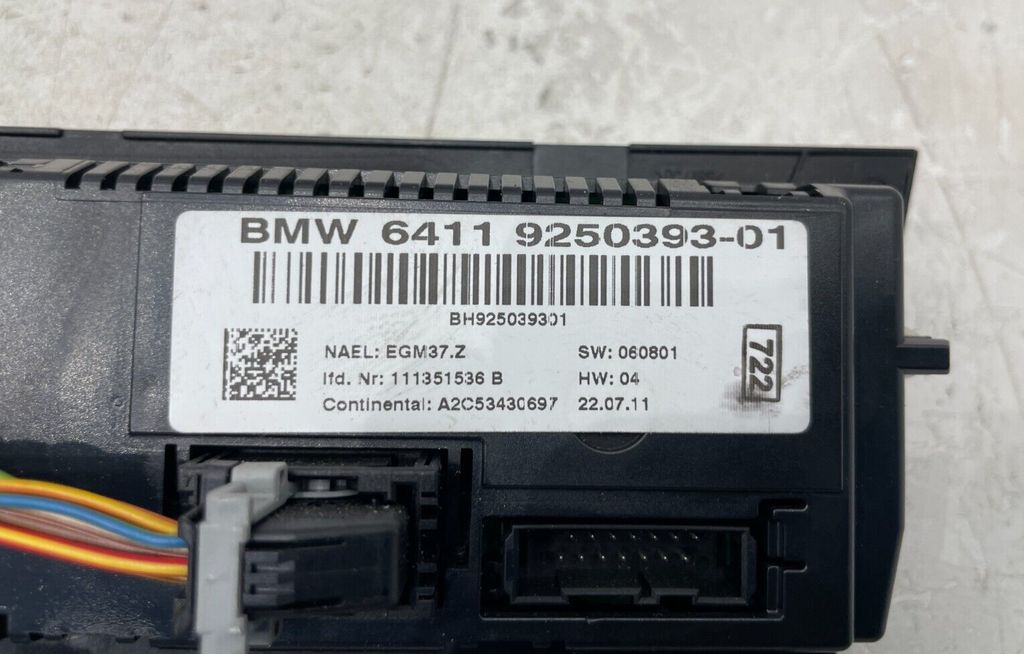 BMW 6411 9250393-01
BH925039301
NAEL: EGM37.Z SW: 060801
lfd. Nr: 111351536 B HW: 04
Continental: A2C53430697 22.07.11
722